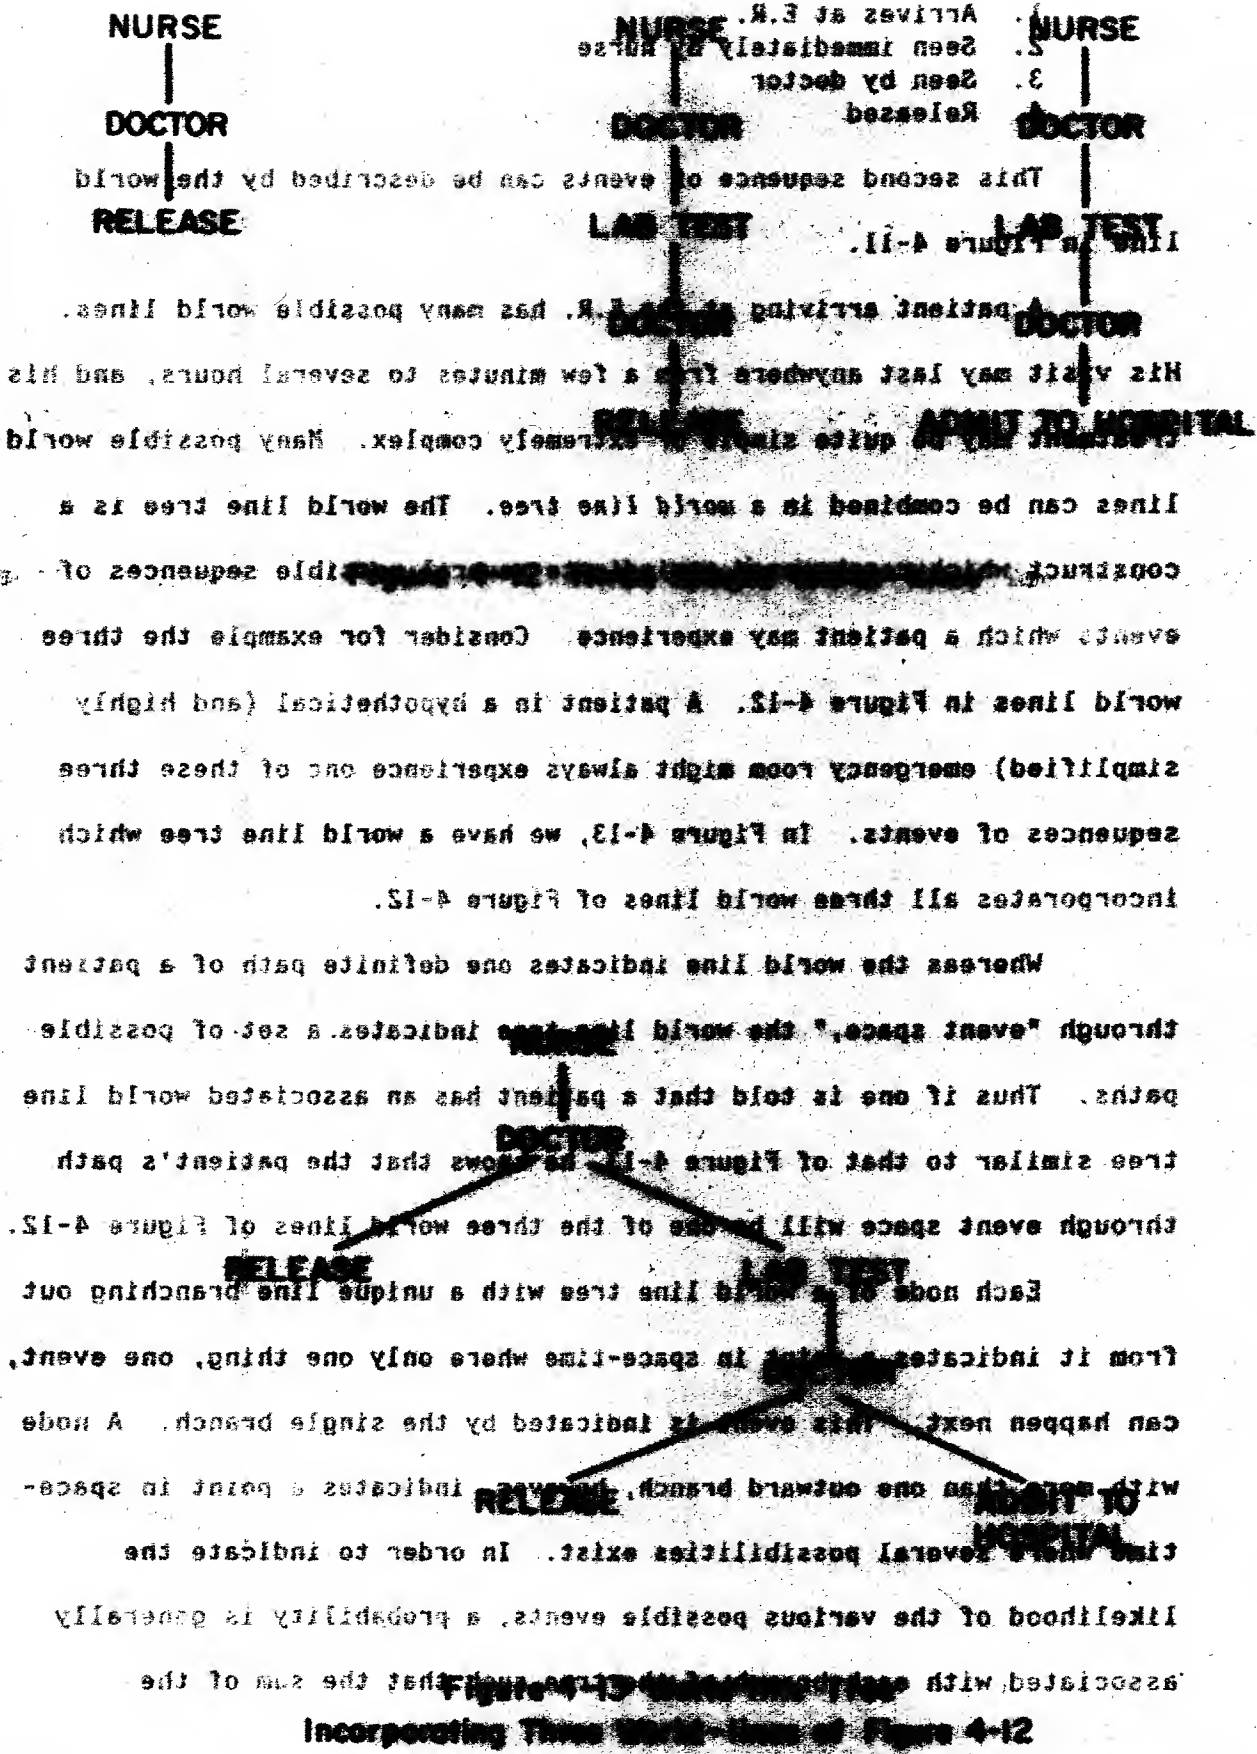 NURSE NURSE NURSE
1. Arrives at E.R.
2. Seen immediately by nurse
3. Seen by doctor
DOCTOR DOCTOR DOCTOR
Released
This second sequence of events can be described by the world
RELEASE LAB TEST LAB TEST
line in Figure 4-11.
A patient arriving at E.R. has many possible world lines.
DOCTOR DOCTOR
His visit may last anywhere from a few minutes to several hours, and his
RELEASE ADMIT TO HOSPITAL
treatment may be quite simple or extremely complex. Many possible world
lines can be combined in a world line tree. The world line tree is a
construct which possible sequences of
events which a patient may experience Consider for example the three
world lines in Figure 4-12. A patient in a hypothetical (and highly
simplified) emergency room might always experience one of these three
sequences of events. In Figure 4-13, we have a world line tree which
incorporates all three world lines of Figure 4-12.
Whereas the world line indicates one definite path of a patient
through "event space," the world line tree indicates a set of possible
NURSE
paths. Thus if one is told that a patient has an associated world line
DOCTOR
tree similar to that of Figure 4-13 he knows that the patient's path
through event space will be one of the three world lines of Figure 4-12.
RELEASE LAB TEST
Each node of a world line tree with a unique line branching out
from it indicates a point in space-time where only one thing, one event,
DOCTOR
can happen next. This event is indicated by the single branch. A node
with more than one outward branch, however, indicates a point in space-
RELEASE ADMIT TO
HOSPITAL
time where several possibilities exist. In order to indicate the
likelihood of the various possible events, a probability is generally
associated with each branch of the tree such that the sum of the
Figure 4-13 World Line Tree
Incorporating Three World-Lines of Figure 4-12